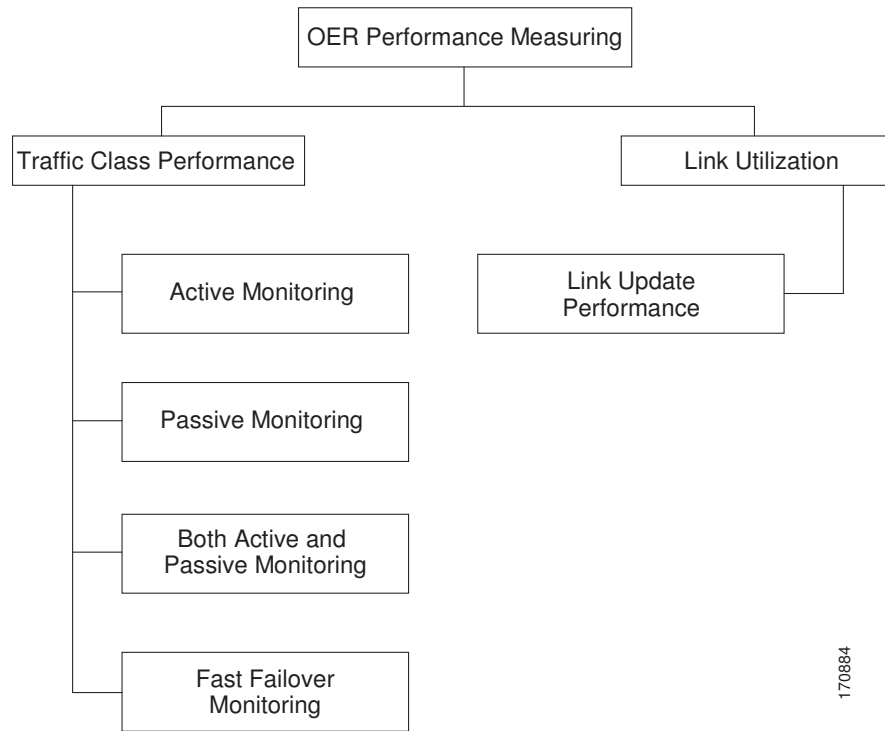 OER Performance Measuring
Traffic Class Performance
Link Utilization
Active Monitoring
Link Update
Performance
Passive Monitoring
Both Active and
Passive Monitoring
Fast Failover
Monitoring
170884